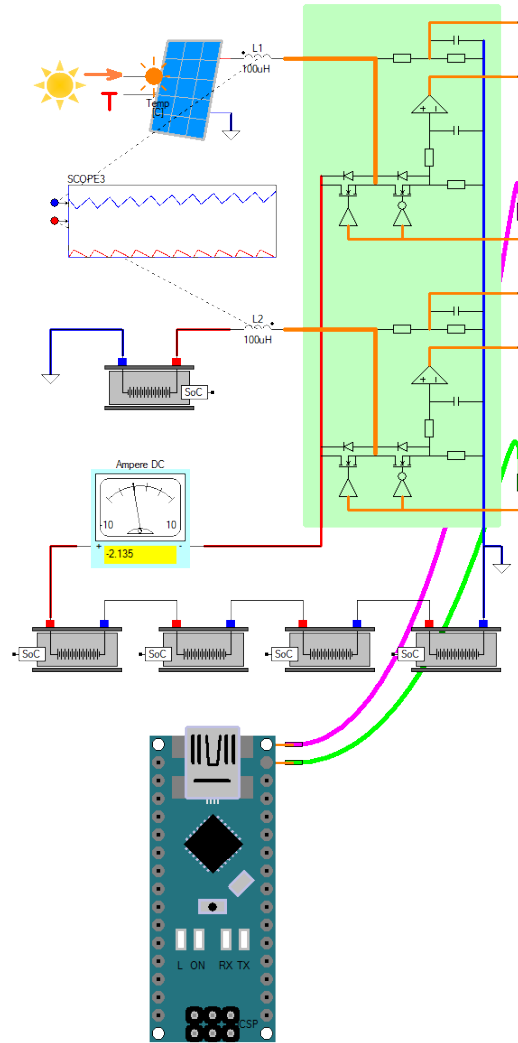 L1
100uH
T
Temp
[C]
SCOPE3
L2
100uH
SoC
Ampere DC
-10
10
+
-
-2.135
SoC
SoC
SoC
SoC
L ON RX TX
CSP